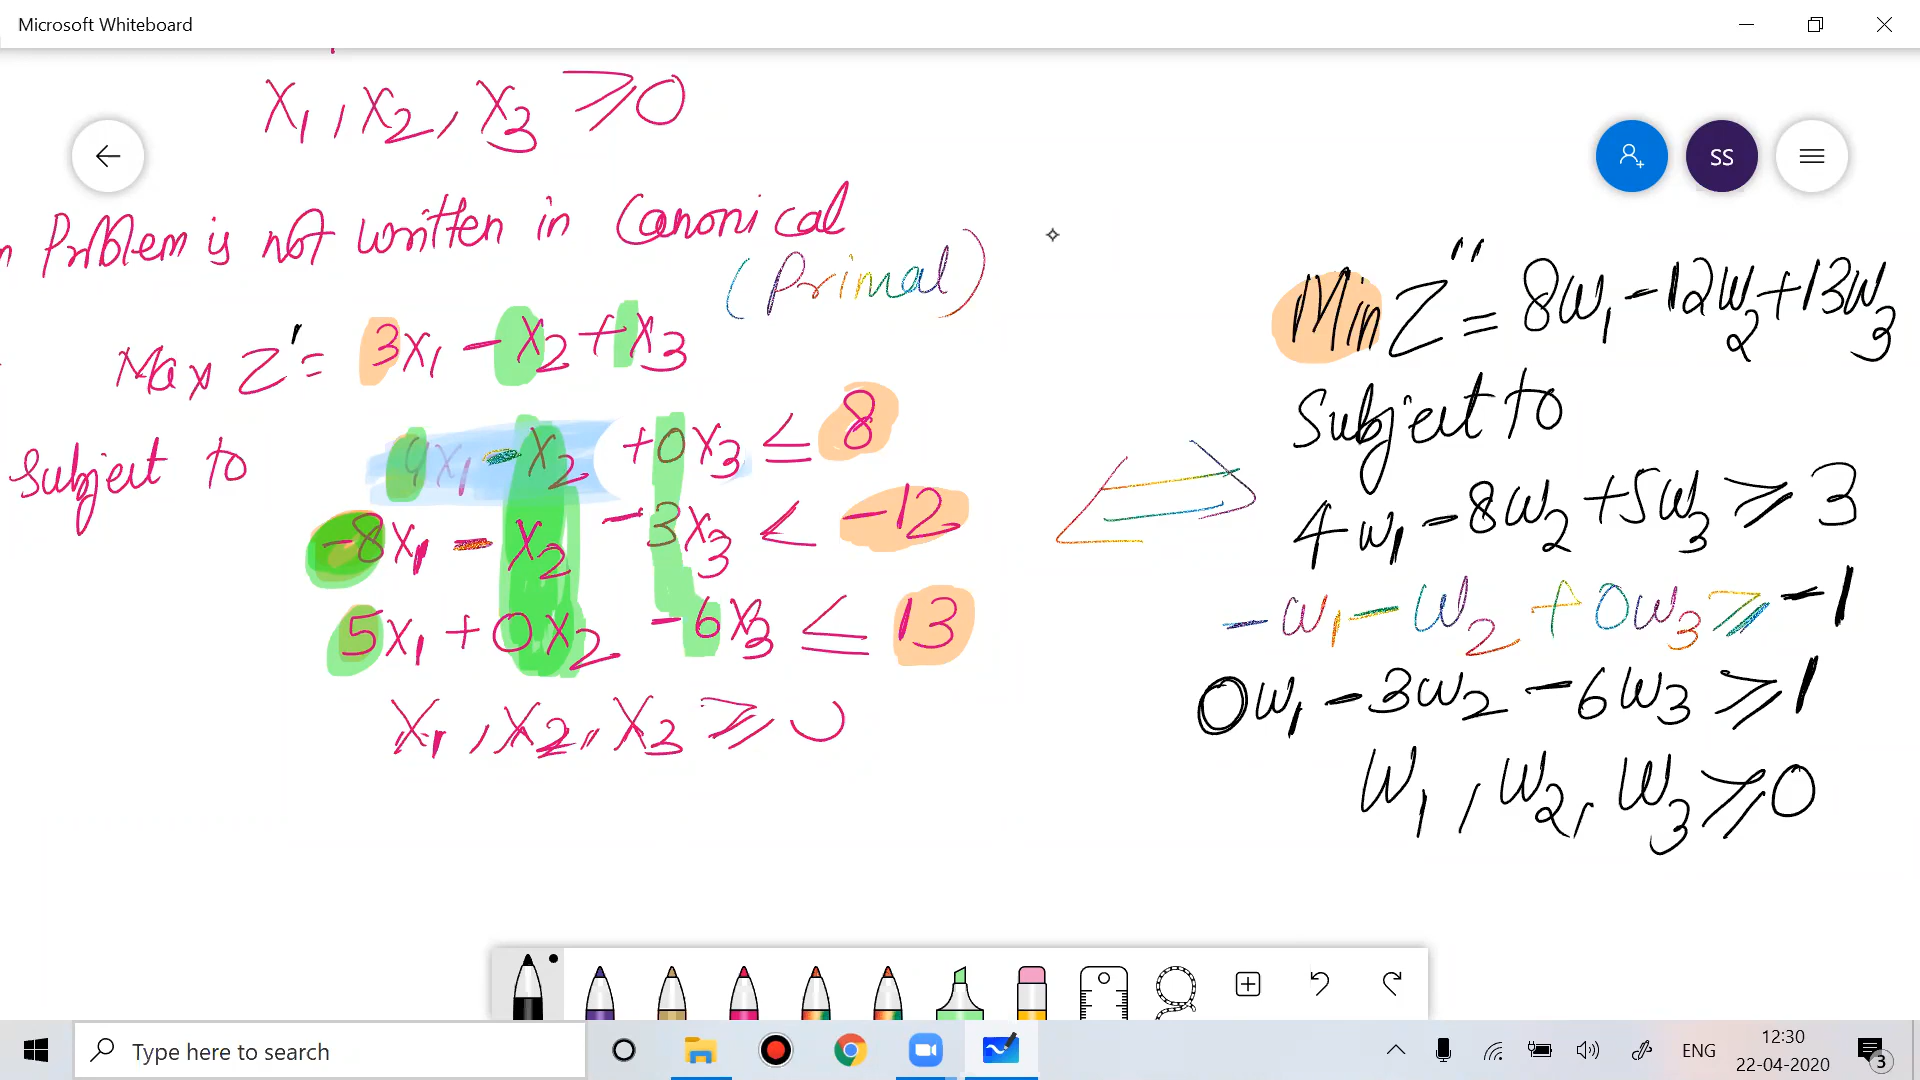 Microsoft Whiteboard
x₁, x₂, x₃ ≥ 0
n Problem is not written in Canonical
(Primal)
Max Z' = 3x₁ - x₂ + x₃
Subject to
4x₁ - x₂ + 0x₃ ≤ 8
-8x₁ - x₂ - 3x₃ ≤ -12
5x₁ + 0x₂ - 6x₃ ≤ 13
x₁, x₂, x₃ ≥ 0
SS
Min Z'' = 8w₁ - 12w₂ + 13w₃
Subject to
4w₁ - 8w₂ + 5w₃ ≥ 3
-w₁ - w₂ + 0w₃ ≥ -1
0w₁ - 3w₂ - 6w₃ ≥ 1
w₁, w₂, w₃ ≥ 0
Type here to search
ENG
12:30
22-04-2020
3